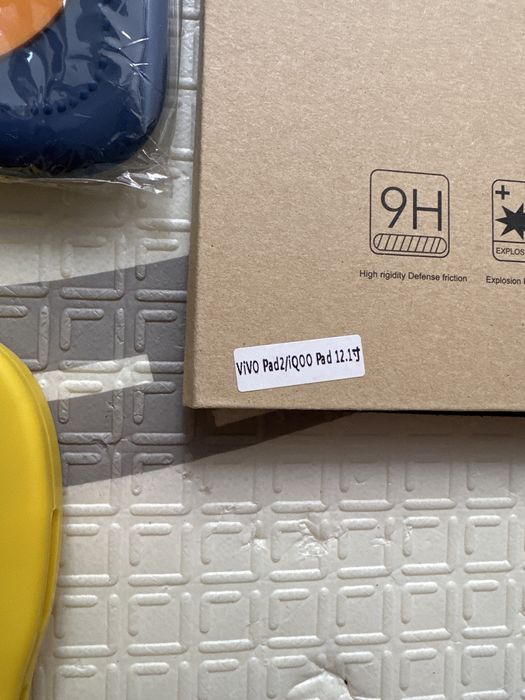 9H
EXPLOS
High rigidity Defense friction
Explosion
ViVO Pad2/iQOO Pad 12.1寸